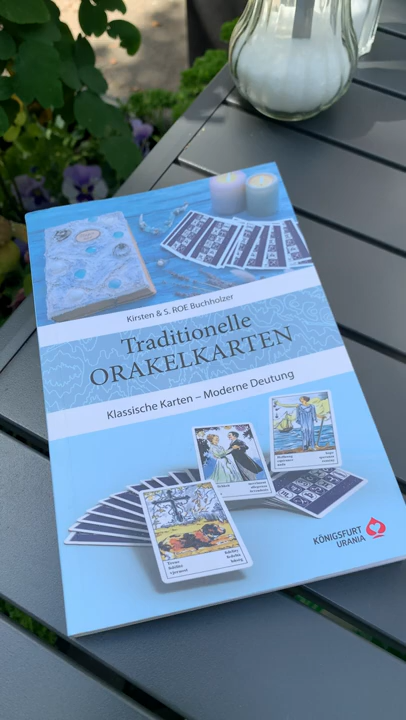 Kirsten & S. ROE Buchholzer
Traditionelle
ORAKELKARTEN
Klassische Karten – Moderne Deutung
KÖNIGSFURT
URANIA